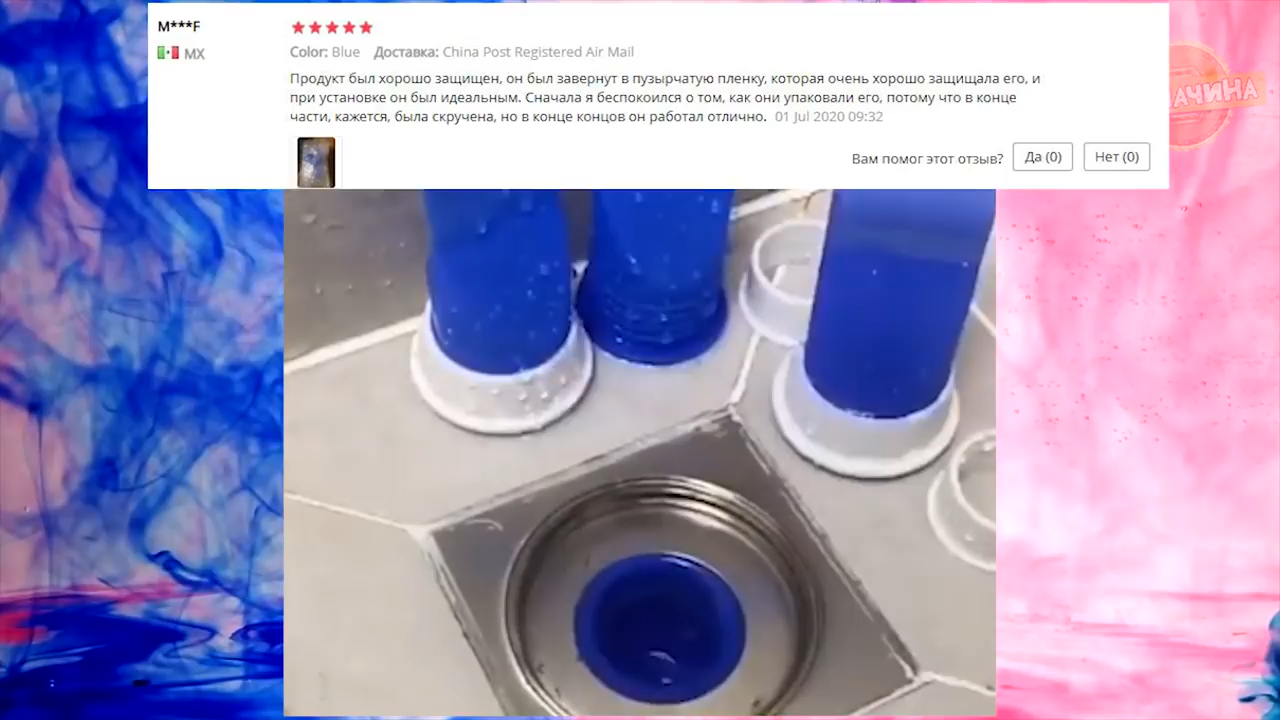 M***F
MX
Color: Blue Доставка: China Post Registered Air Mail
Продукт был хорошо защищен, он был завернут в пузырчатую пленку, которая очень хорошо защищала его, и
при установке он был идеальным. Сначала я беспокоился о том, как они упаковали его, потому что в конце
части, кажется, была скручена, но в конце концов он работал отлично. 01 Jul 2020 09:32
Вам помог этот отзыв? Да (0) Нет (0)